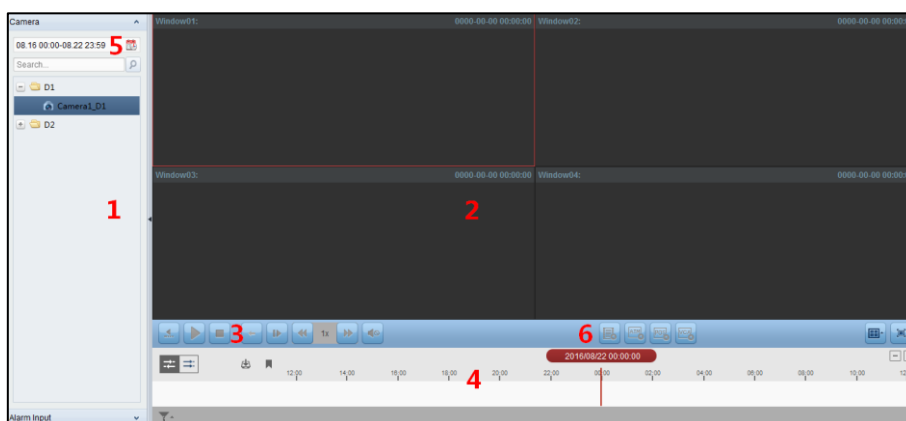 Camera
08.16 00:00-08.22 23:59
5
Search...
D1
Camera1_D1
D2
1
Alarm Input
Window01: 0000-00-00 00:00:00
Window02: 0000-00-00 00:00:00
Window03: 0000-00-00 00:00:00
Window04: 0000-00-00 00:00:00
2
3
1x
6
2016/08/22 00:00:00
12:00 14:00 16:00 18:00 20:00 22:00 00:00 02:00 04:00 06:00 08:00 10:00 12
4